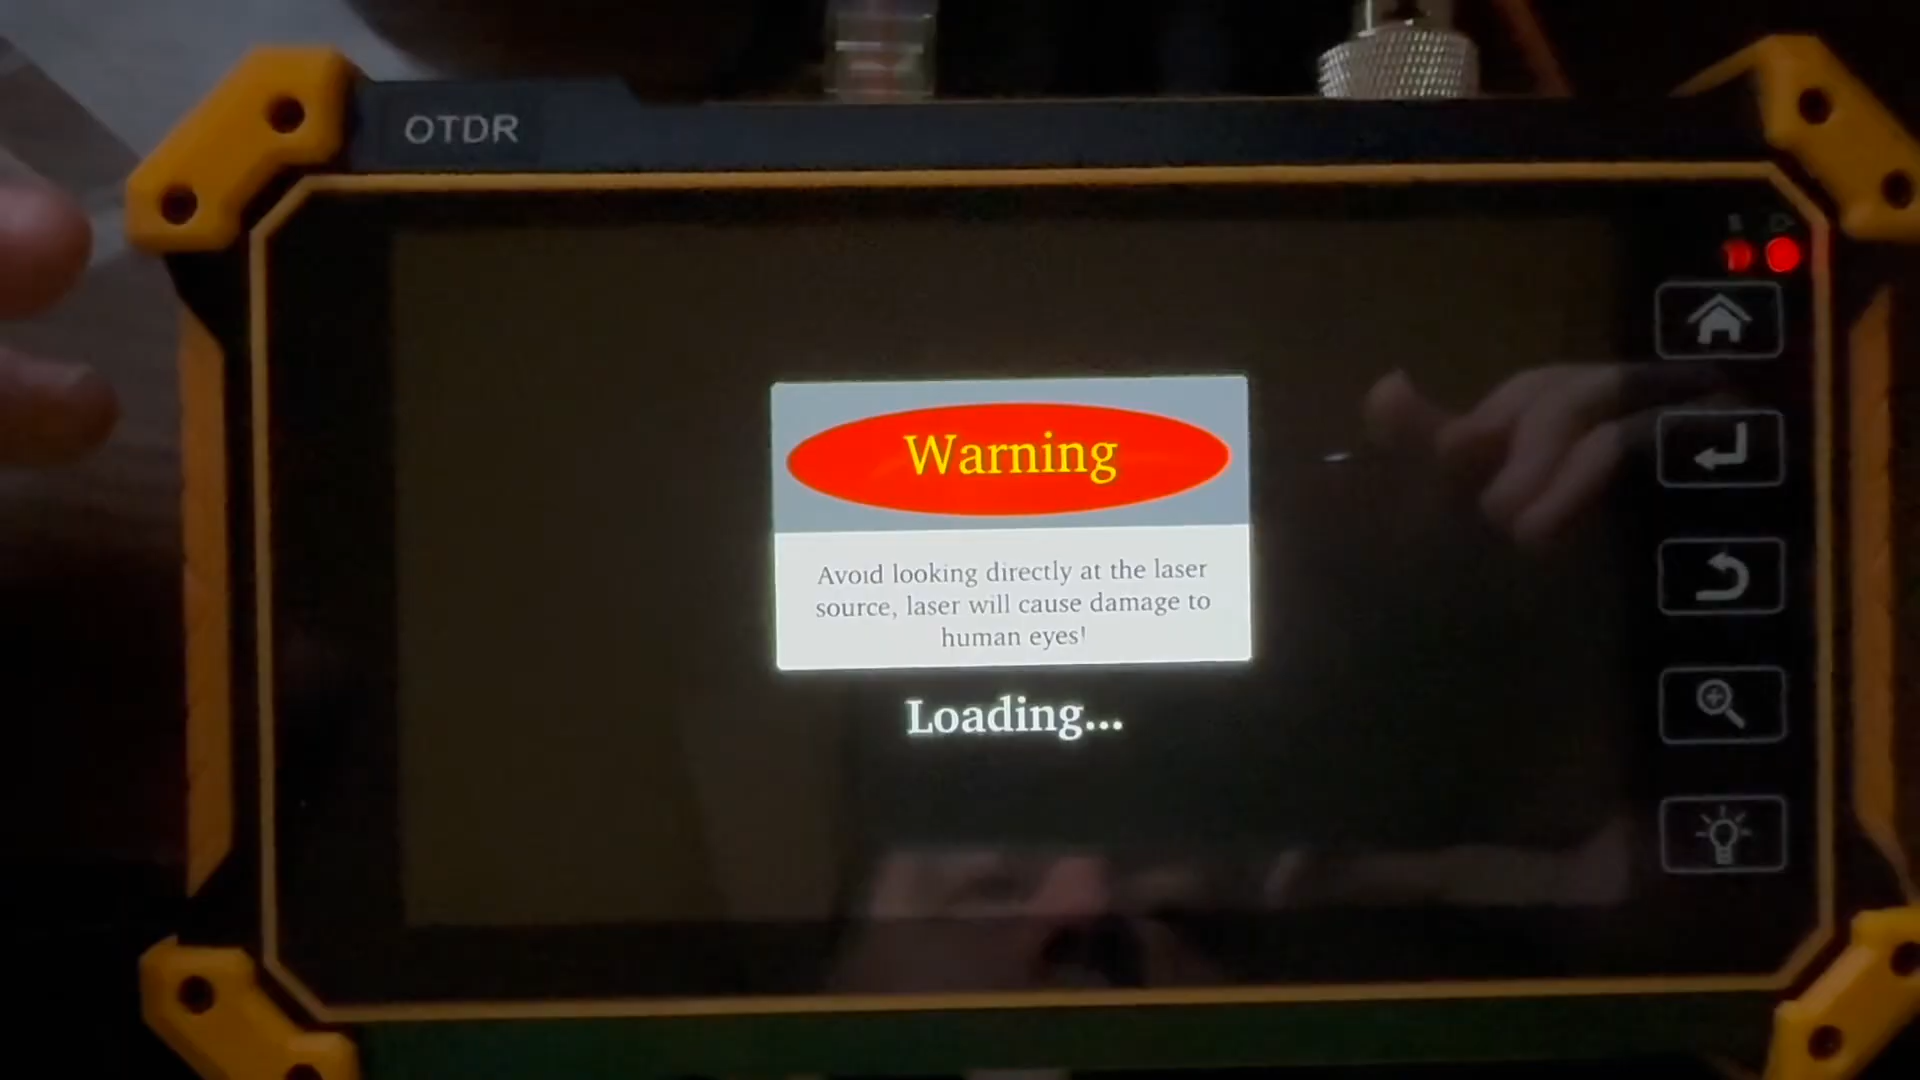 OTDR
Warning
Avoid looking directly at the laser
source, laser will cause damage to
human eyes!
Loading...